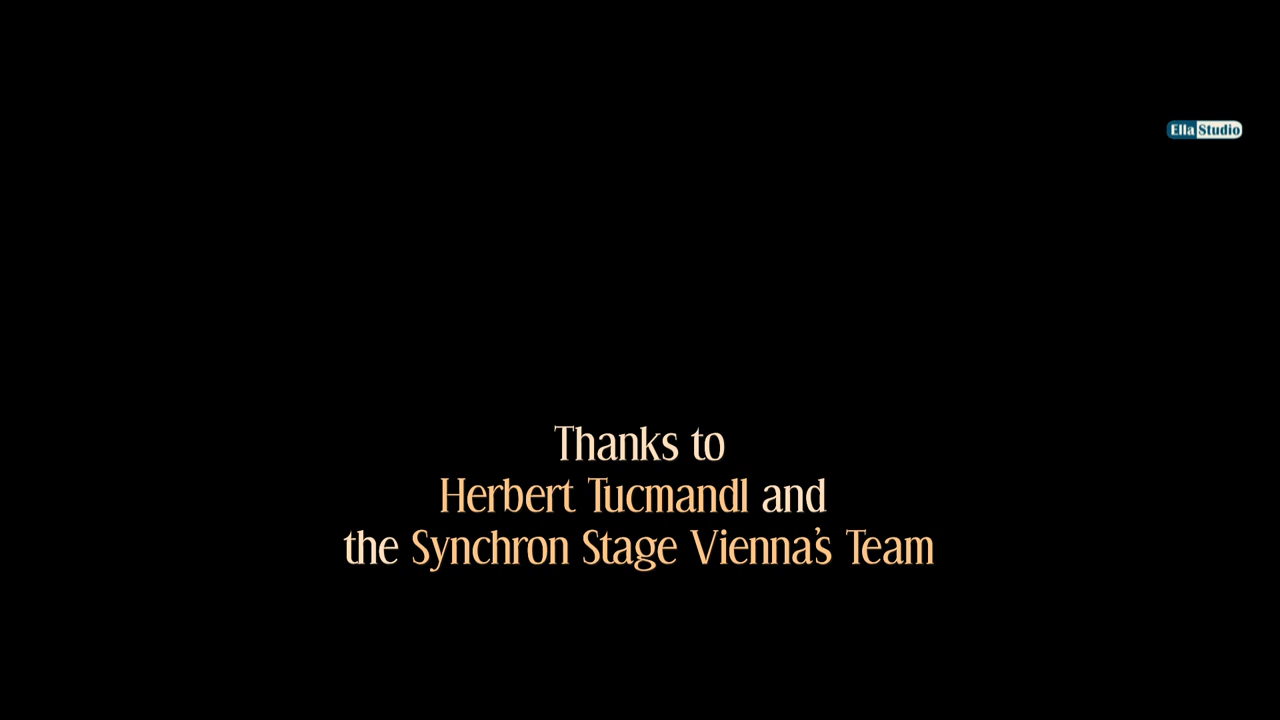 Ella Studio
Thanks to
Herbert Tucmandl and
the Synchron Stage Vienna's Team